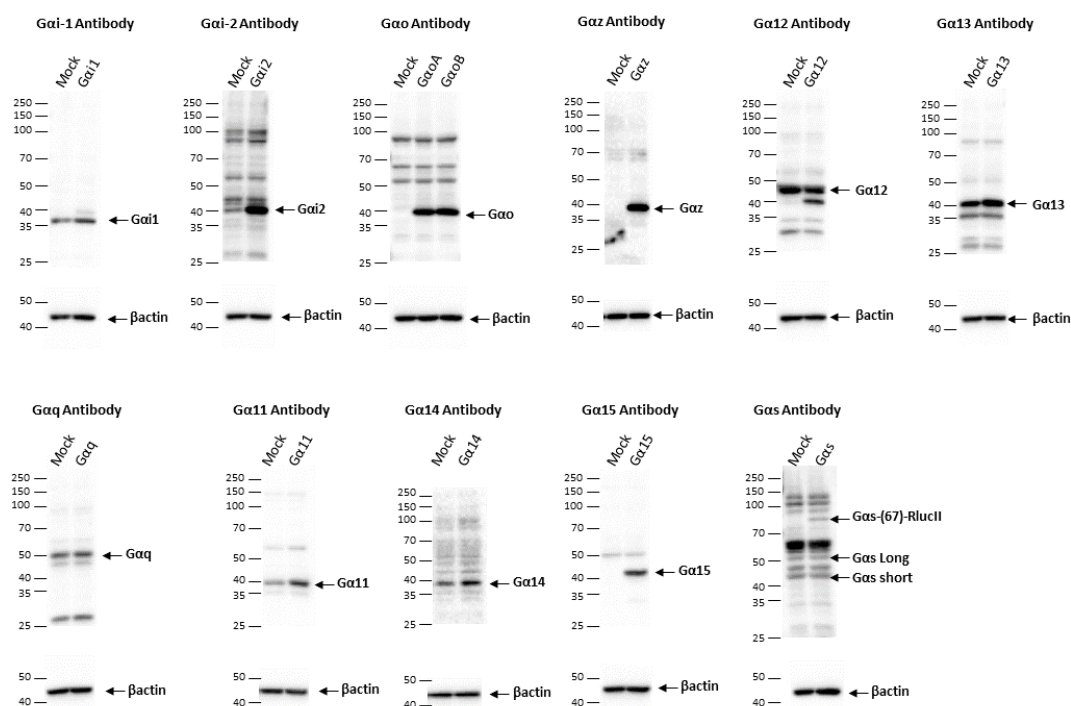 Gαi-1 Antibody
Mock Gαi1
250
150
100
70
50
40
35
25
Gαi1
50
40
βactin
Gαi-2 Antibody
Mock Gαi2
250
150
100
70
50
40
35
25
Gαi2
50
40
βactin
Gαo Antibody
Mock GαoA GαoB
250
150
100
70
50
40
35
25
Gαo
50
40
βactin
Gαz Antibody
Mock Gαz
250
150
100
70
50
40
35
25
Gαz
50
40
βactin
Gα12 Antibody
Mock Gα12
250
150
100
70
50
40
35
25
Gα12
50
40
βactin
Gα13 Antibody
Mock Gα13
250
150
100
70
50
40
35
25
Gα13
50
40
βactin
Gαq Antibody
Mock Gαq
250
150
100
70
50
40
35
25
Gαq
50
40
βactin
Gα11 Antibody
Mock Gα11
250
150
100
70
50
40
35
25
Gα11
50
40
βactin
Gα14 Antibody
Mock Gα14
250
150
100
70
50
40
35
25
Gα14
50
40
βactin
Gα15 Antibody
Mock Gα15
250
150
100
70
50
40
35
25
Gα15
50
40
βactin
Gαs Antibody
Mock Gαs
250
150
100
70
50
40
35
25
Gαs-(67)-RlucII
Gαs Long
Gαs short
50
40
βactin